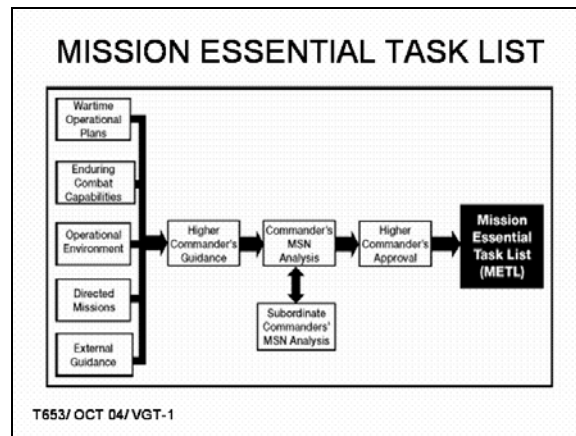 MISSION ESSENTIAL TASK LIST
Wartime
Operational
Plans
Enduring
Combat
Capabilities
Operational
Environment
Directed
Missions
External
Guidance
Higher
Commander's
Guidance
Commander's
MSN
Analysis
Subordinate
Commanders'
MSN Analysis
Higher
Commander's
Approval
Mission
Essential
Task List
(METL)
T653/ OCT 04/ VGT-1